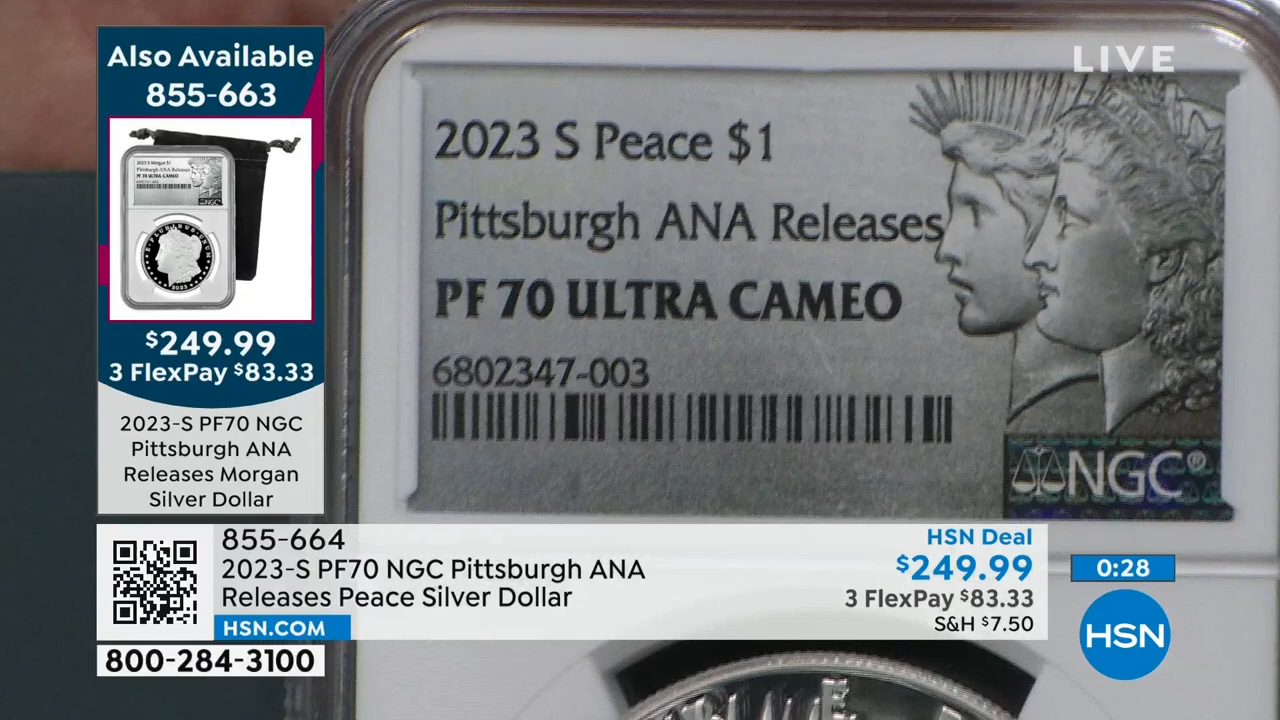 Also Available
855-663
2023 S Morgan $1
Pittsburgh ANA Releases
PF 70 ULTRA CAMEO
NGC
2023
$249.99
3 FlexPay $83.33
2023-S PF70 NGC
Pittsburgh ANA
Releases Morgan
Silver Dollar
LIVE
2023 S Peace $1
Pittsburgh ANA Releases
PF 70 ULTRA CAMEO
6802347-003
NGC®
855-664
2023-S PF70 NGC Pittsburgh ANA
Releases Peace Silver Dollar
HSN.COM
800-284-3100
HSN Deal
$249.99
3 FlexPay $83.33
S&H $7.50
0:28
HSN